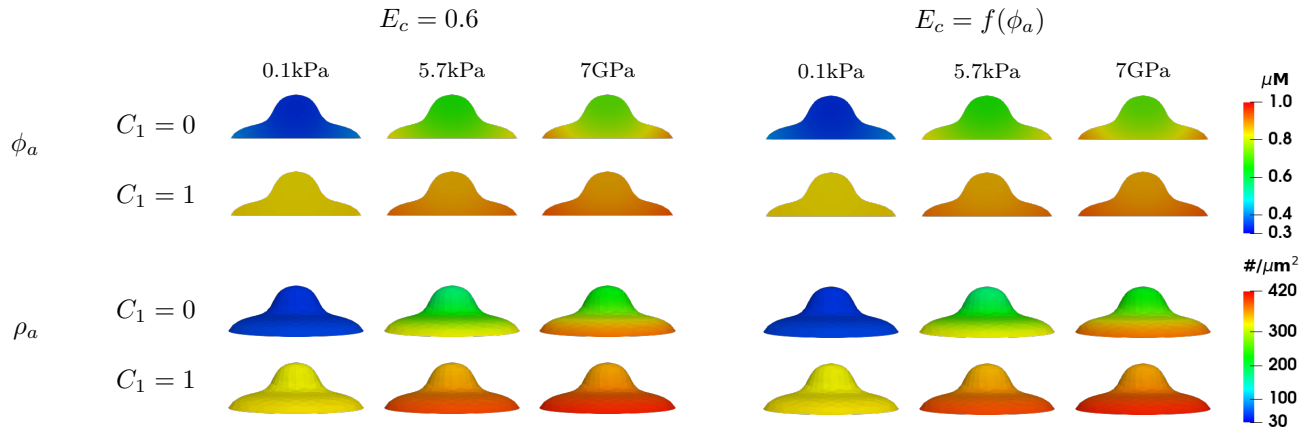 E_c = 0.6
E_c = f(ϕ_a)
0.1kPa 5.7kPa 7GPa
0.1kPa 5.7kPa 7GPa
μM
ϕ_a
C_1 = 0
C_1 = 1
1.0
0.8
0.6
0.4
0.3
#/μm²
ρ_a
C_1 = 0
C_1 = 1
420
300
200
100
30